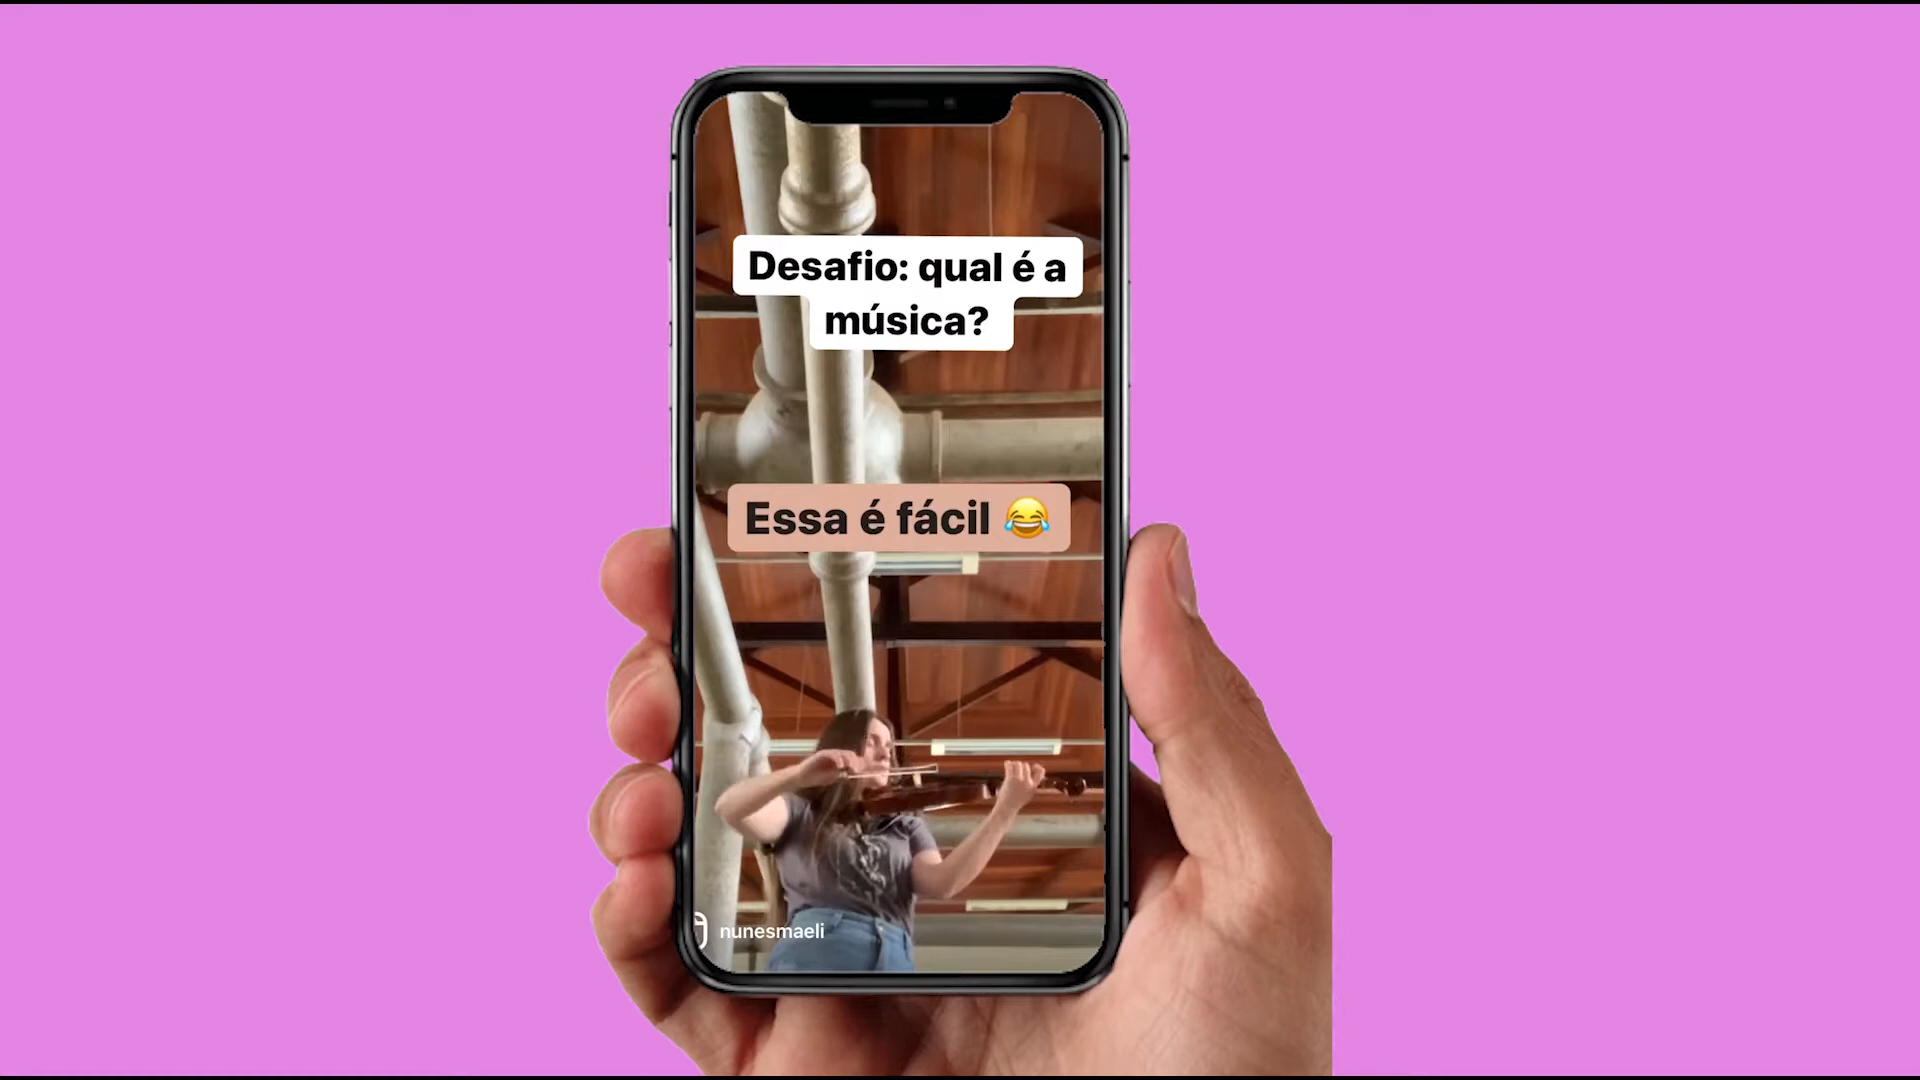 Desafio: qual é a
música?
Essa é fácil 😂
nunesmaeli